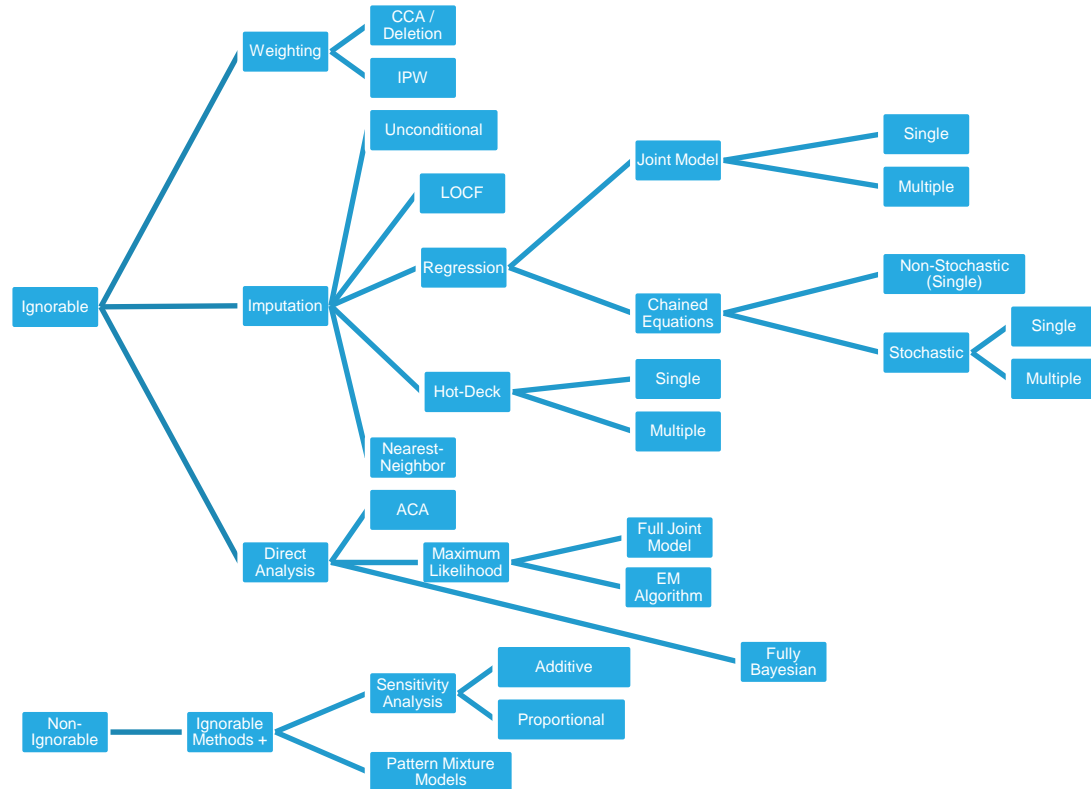 CCA /
Deletion
Weighting
IPW
Unconditional
Single
Joint Model
LOCF
Multiple
Regression
Non-Stochastic
(Single)
Ignorable
Imputation
Chained
Equations
Single
Stochastic
Multiple
Hot-Deck
Single
Multiple
Nearest-
Neighbor
ACA
Full Joint
Model
Direct
Analysis
Maximum
Likelihood
EM
Algorithm
Fully
Bayesian
Additive
Sensitivity
Analysis
Proportional
Non-
Ignorable
Ignorable
Methods +
Pattern Mixture
Models